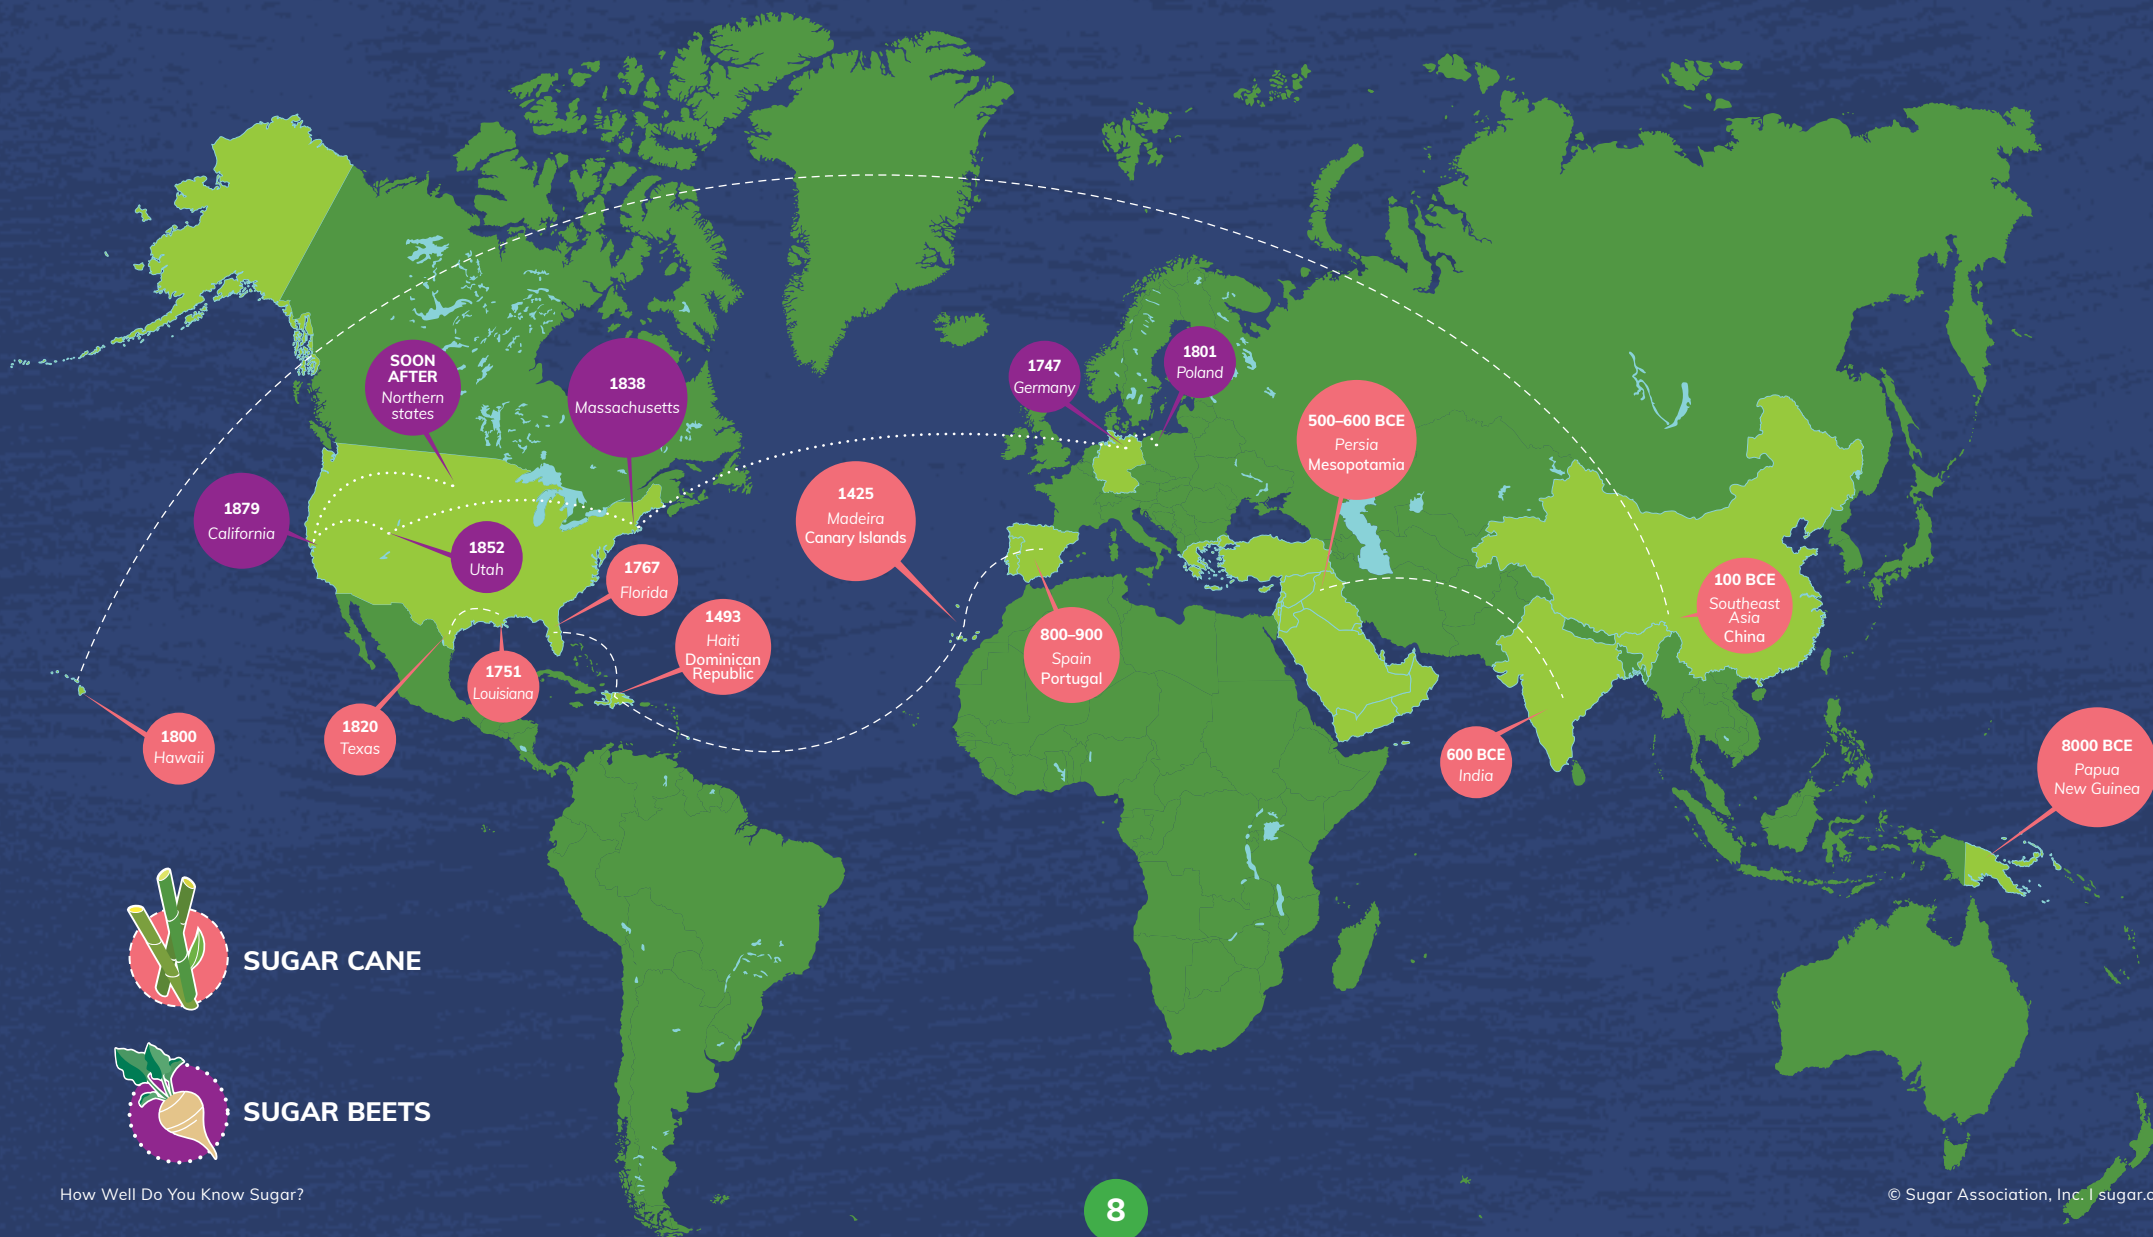 SOON
AFTER
Northern
states
1838
Massachusetts
1747
Germany
1801
Poland
500–600 BCE
Persia
Mesopotamia
1879
California
1852
Utah
1767
Florida
1425
Madeira
Canary Islands
1493
Haiti
Dominican
Republic
800–900
Spain
Portugal
100 BCE
Southeast
Asia
China
1751
Louisiana
1820
Texas
1800
Hawaii
600 BCE
India
8000 BCE
Papua
New Guinea
SUGAR CANE
SUGAR BEETS
How Well Do You Know Sugar?
8
© Sugar Association, Inc. | sugar.c